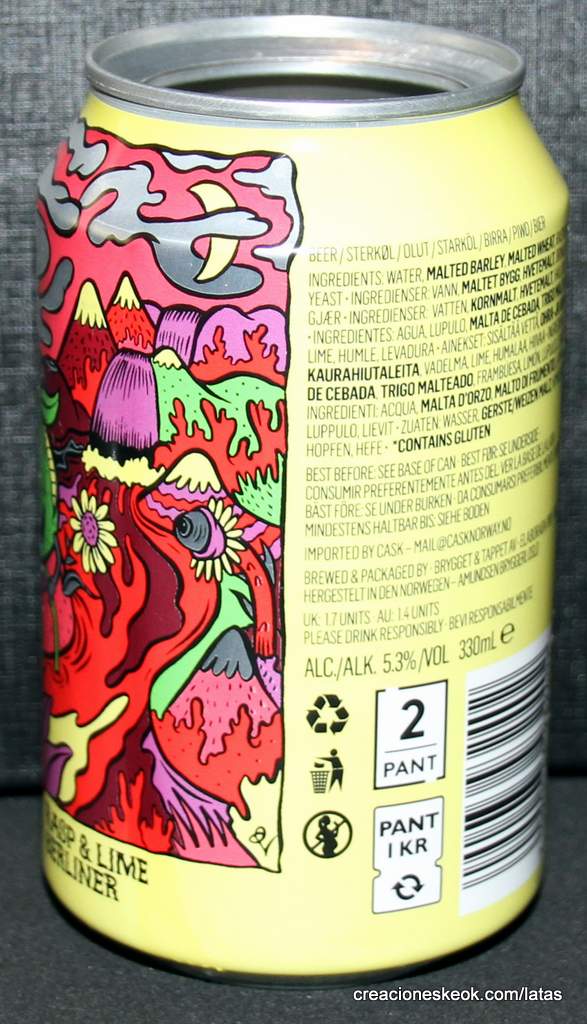 BEER / STERKØL / OLUT / STARKÖL / BIRRA / PIWO / BIER
INGREDIENTS: WATER, MALTED BARLEY, MALTED WHEAT,
YEAST • INGREDIENSER: VANN, MALTET BYGG, HVETEMALT,
GJÆR • INGREDIENSER: VATTEN, KORNMALT, HVETEMALT,
• INGREDIENTES: AGUA, LUPULO, MALTA DE CEBADA, TRIGO
LIME, HUMLE, LEVADURA • AINEKSET: SISÄLTÄÄ VETTÄ, OHRA-
KAURAHIUTALEITA, VADELMA, LIME, HUMALAA,
DE CEBADA, TRIGO MALTEADO, FRAMBUESA, LIMON,
INGREDIENTI: ACQUA, MALTA D'ORZO, MALTO DI FRUMENTO,
LUPPULO, LIEVIT • ZUATEN: WASSER, GERSTE/WEIZEN MALZ,
HOPFEN, HEFE • *CONTAINS GLUTEN
BEST BEFORE: SEE BASE OF CAN • BEST FØR: SE UNDERSIDE
CONSUMIR PREFERENTEMENTE ANTES DEL VER LA BASE DE LA
BÄST FÖRE: SE UNDER BURKEN • DA CONSUMARSI
MINDESTENS HALTBAR BIS: SIEHE BODEN
IMPORTED BY CASK – MAIL@CASKNORWAY.NO
BREWED & PACKAGED BY • BRYGGET & TAPPET AV •
HERGESTELT IN DEN NORWEGEN – AMUNDSEN BRYGGERI, OSLO
UK: 1.7 UNITS • AU: 1.4 UNITS
PLEASE DRINK RESPONSIBLY • BEVI RESPONSABILMENTE
ALC./ALK. 5.3%/VOL 330mL e
2
PANT
PANT
1 KR
RASP & LIME
BERLINER
creacioneskeok.com/latas